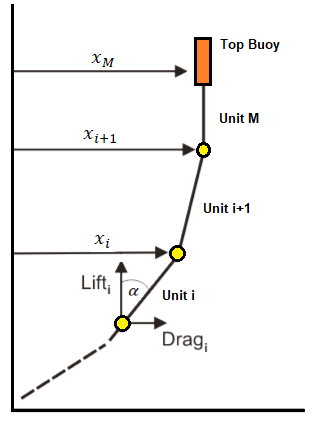 Top Buoy
x_M
Unit M
x_{i+1}
Unit i+1
x_i
Lift_i
α
Unit i
Drag_i